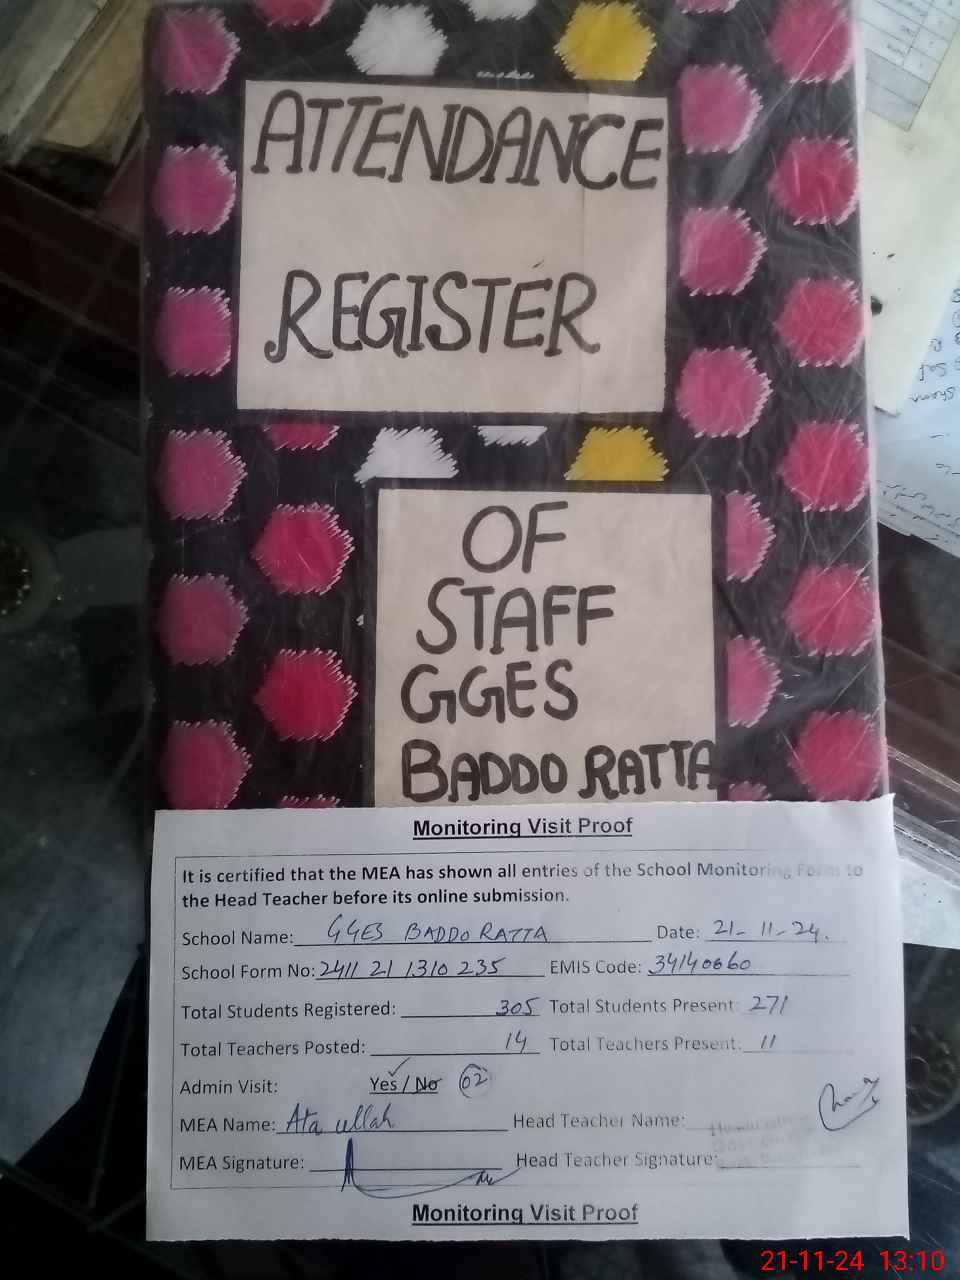 ATTENDANCE
REGISTER
OF
STAFF
GGES
BADDO RATTA
Monitoring Visit Proof
It is certified that the MEA has shown all entries of the School Monitoring Form to
the Head Teacher before its online submission.
School Name: GGES BADDO RATTA Date: 21-11-24.
School Form No: 2411 21 1310 235 EMIS Code: 34140060
Total Students Registered: 305 Total Students Present: 271
Total Teachers Posted: 14 Total Teachers Present: 11
Admin Visit: Yes / No 02
MEA Name: Ata ullah Head Teacher Name:
MEA Signature: Head Teacher Signature:
Monitoring Visit Proof
21-11-24 13:10